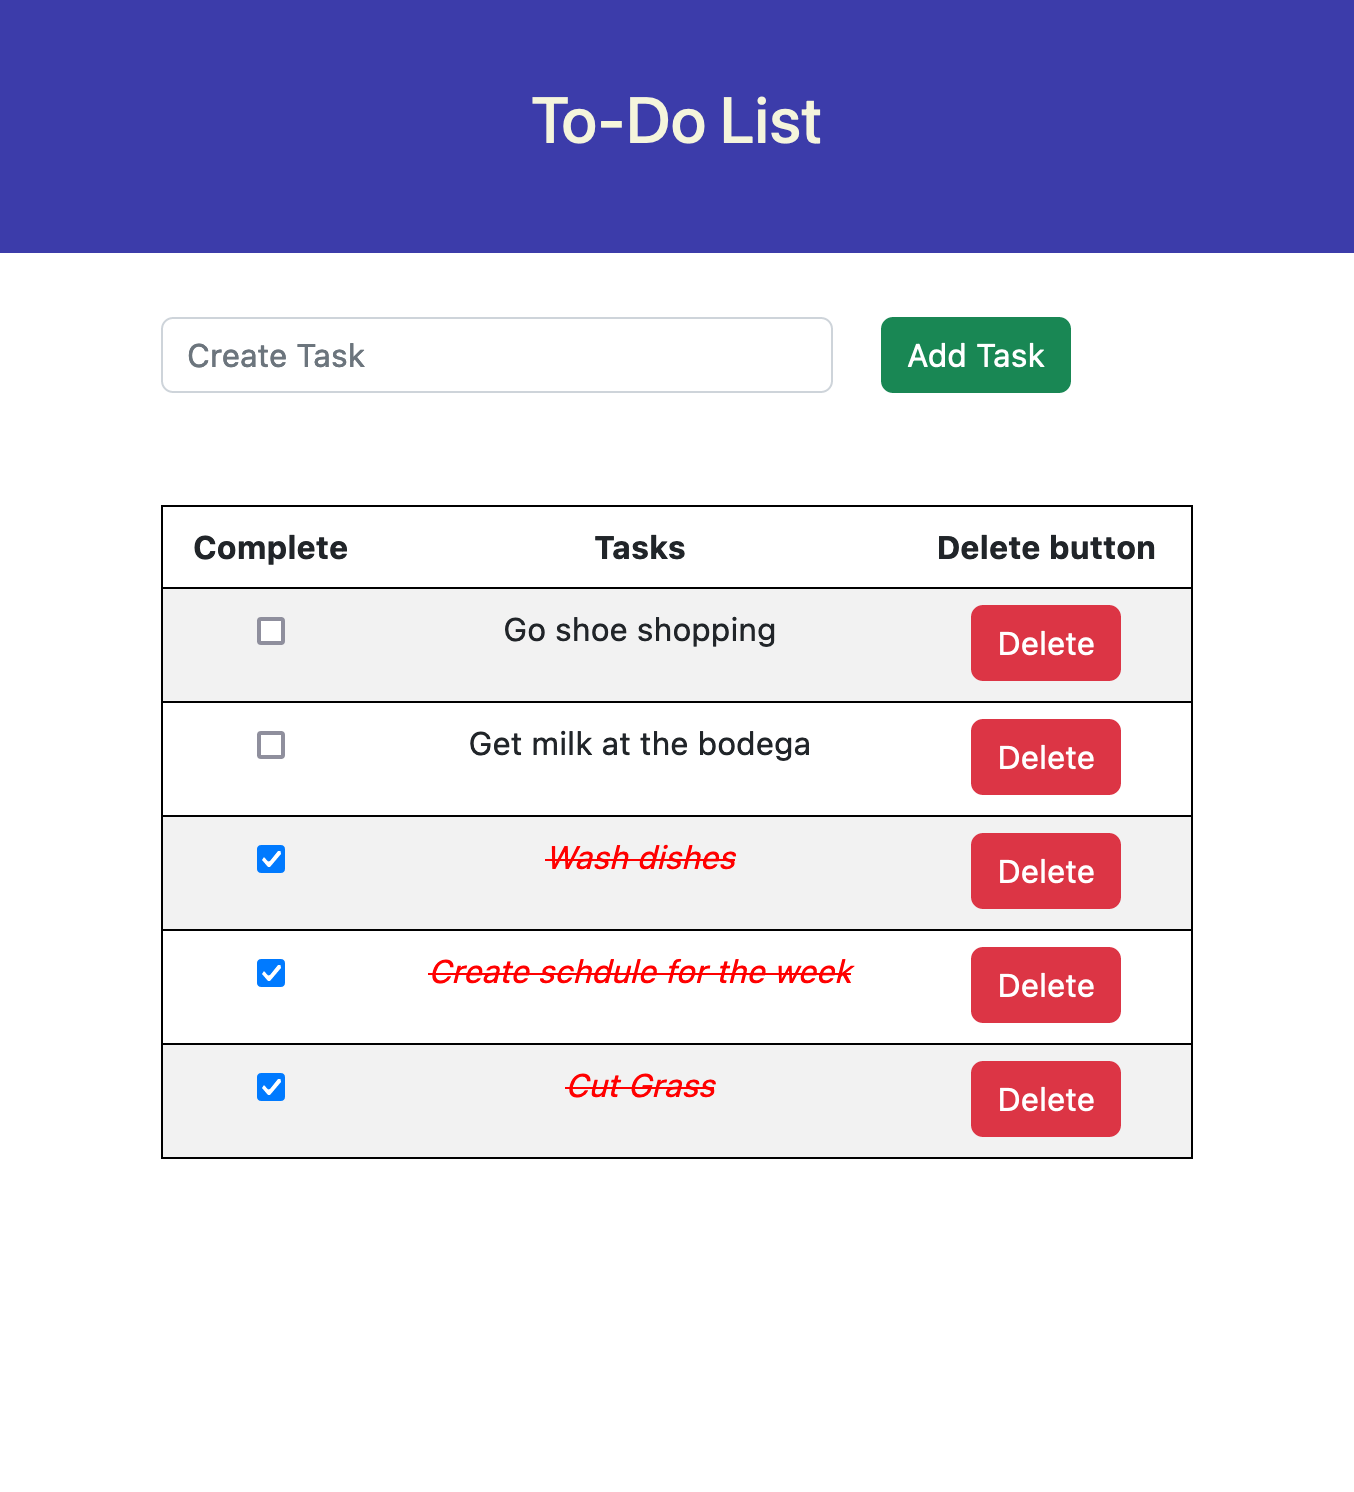 To-Do List
Create Task
Add Task
Complete Tasks Delete button
Go shoe shopping Delete
Get milk at the bodega Delete
Wash dishes Delete
Create schdule for the week Delete
Cut Grass Delete